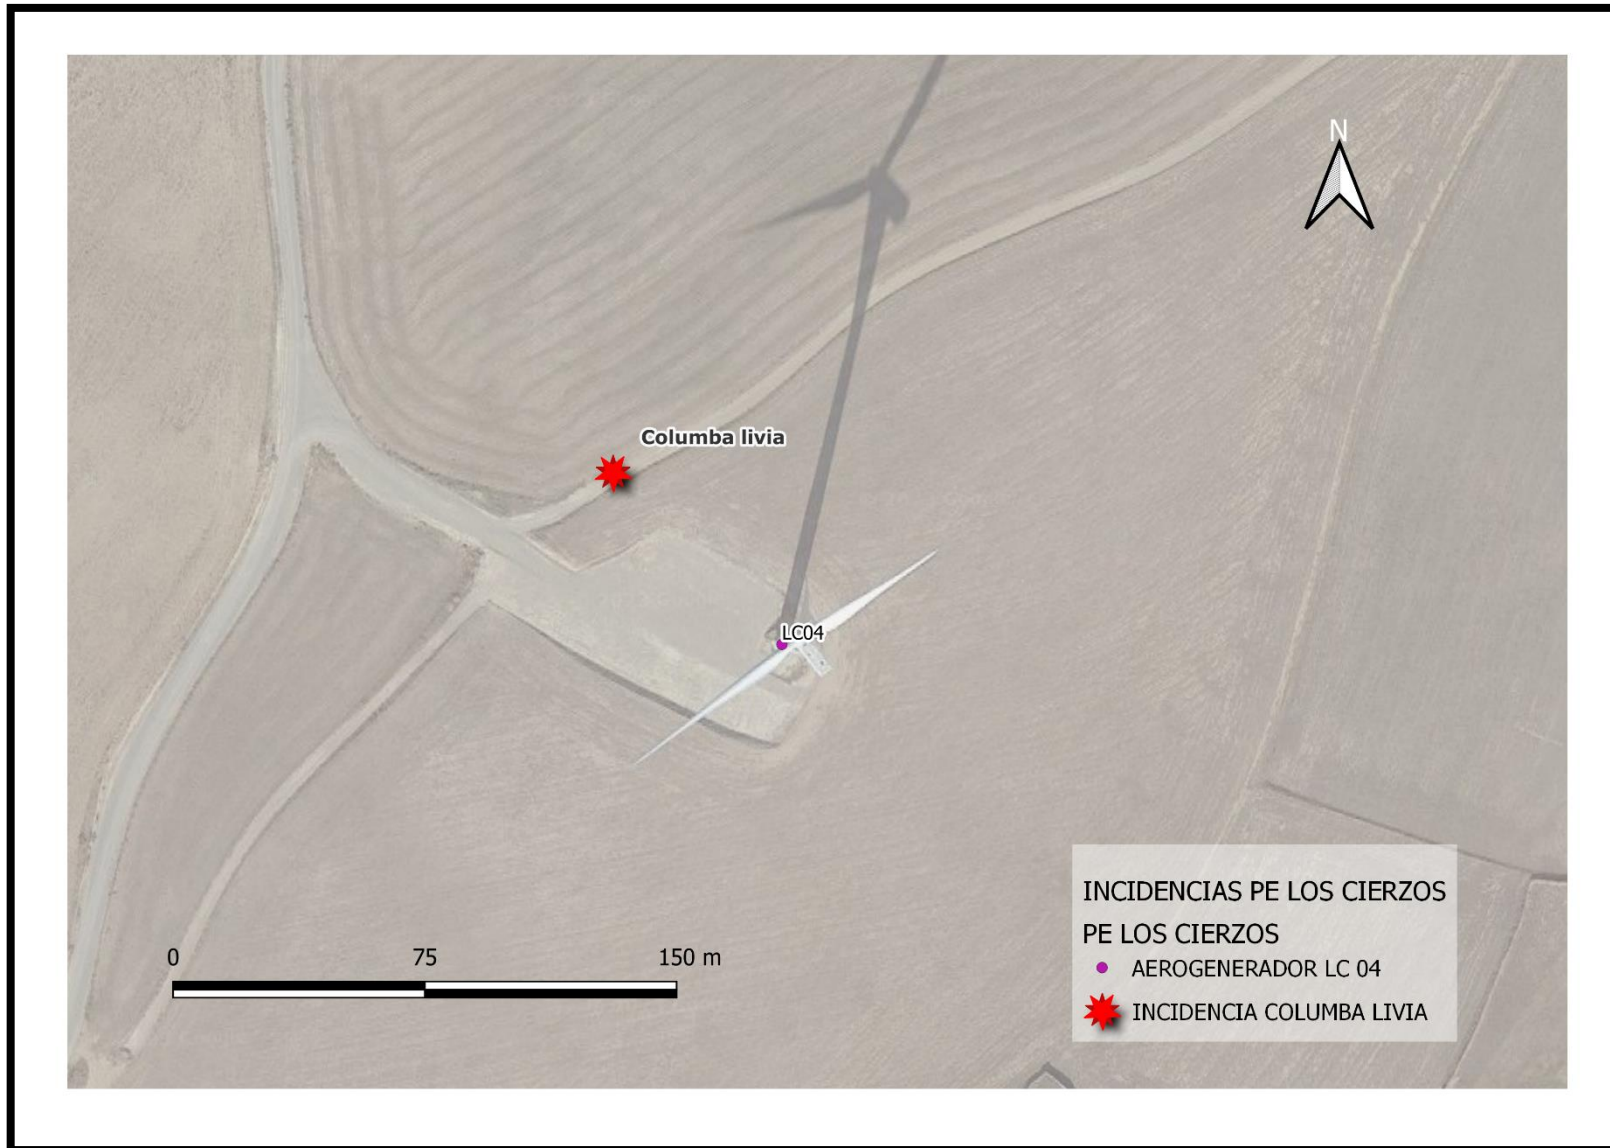 N
Columba livia
LC04
INCIDENCIAS PE LOS CIERZOS
PE LOS CIERZOS
AEROGENERADOR LC 04
INCIDENCIA COLUMBA LIVIA
0 75 150 m